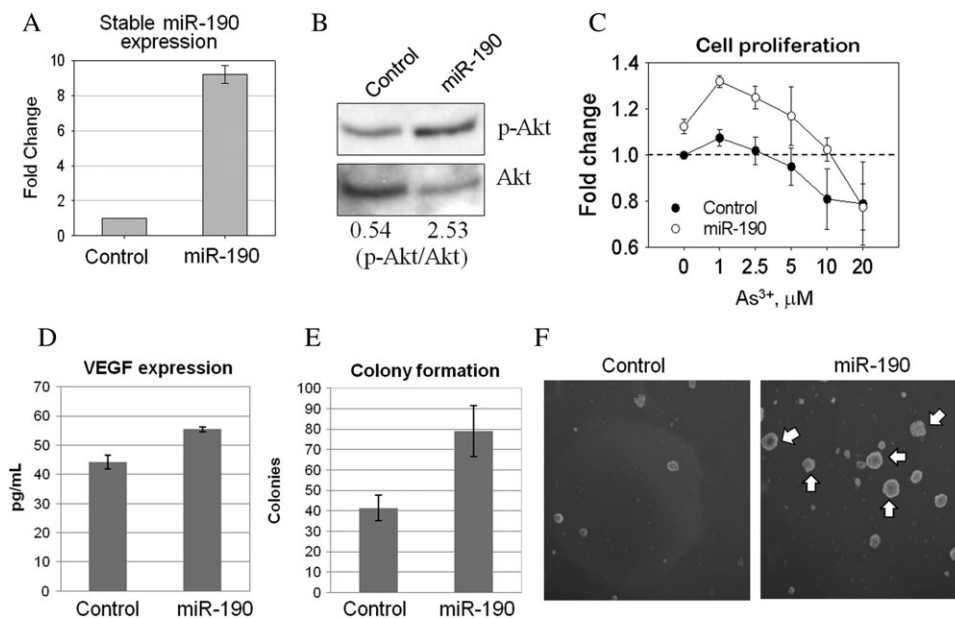 A
Stable miR-190
expression
Fold Change
10
8
6
4
2
0
Control
miR-190
B
Control
miR-190
p-Akt
Akt
0.54
2.53
(p-Akt/Akt)
C
Cell proliferation
Fold change
1.4
1.2
1.0
0.8
0.6
Control
miR-190
0 1 2.5 5 10 20
As³⁺, µM
D
VEGF expression
pg/mL
70
60
50
40
30
20
10
0
Control
miR-190
E
Colony formation
Colonies
100
90
80
70
60
50
40
30
20
10
0
Control
miR-190
F
Control
miR-190